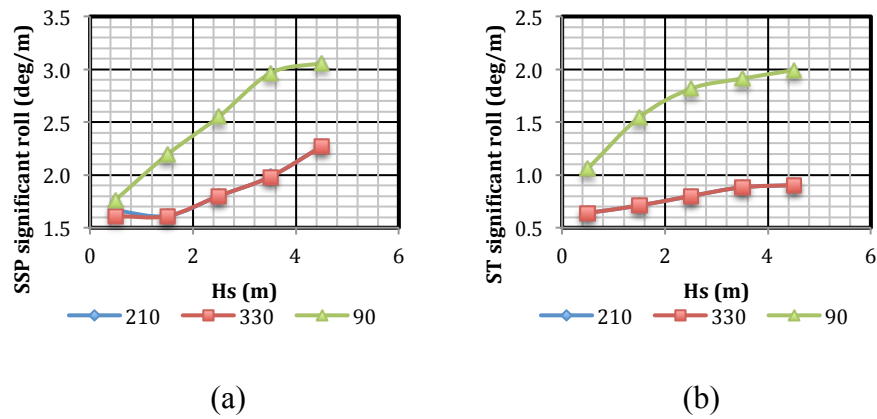 SSP significant roll (deg/m)
3.5
3.0
2.5
2.0
1.5
0 2 4 6
Hs (m)
210 330 90
(a)
ST significant roll (deg/m)
2.5
2.0
1.5
1.0
0.5
0 2 4 6
Hs (m)
210 330 90
(b)